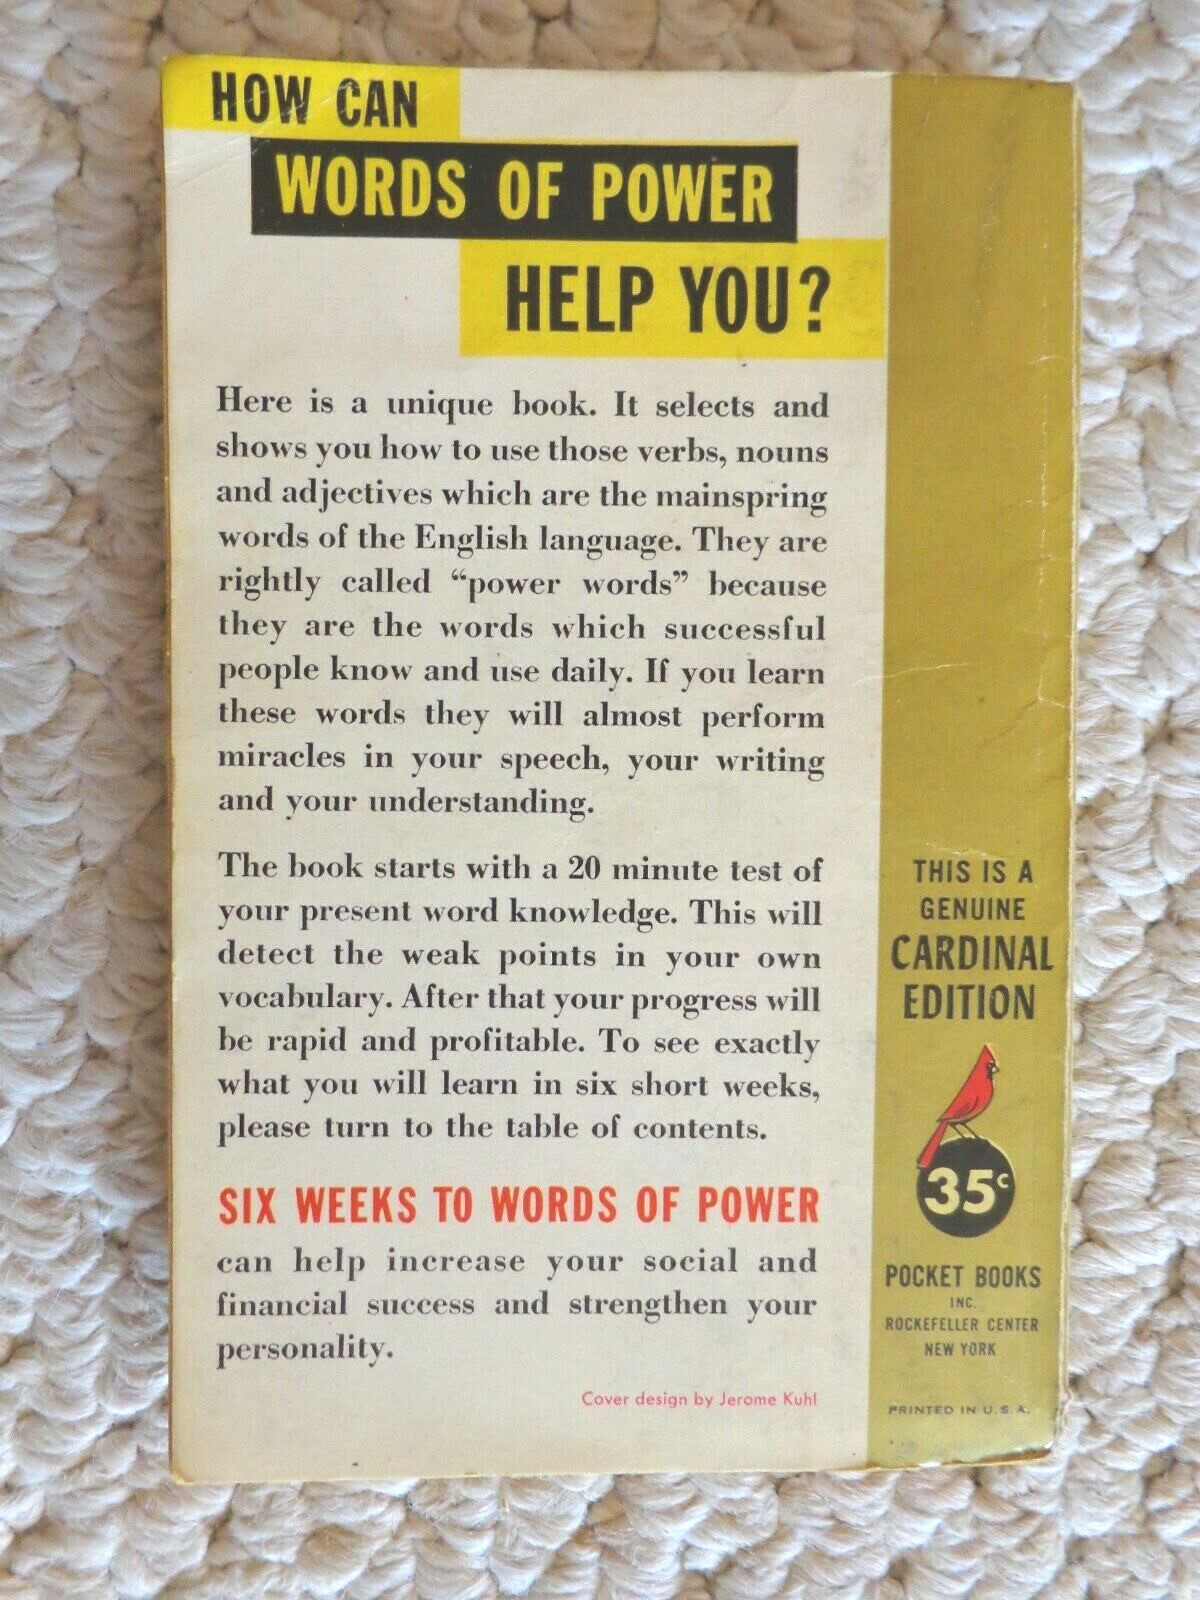 HOW CAN
WORDS OF POWER
HELP YOU?
Here is a unique book. It selects and
shows you how to use those verbs, nouns
and adjectives which are the mainspring
words of the English language. They are
rightly called “power words” because
they are the words which successful
people know and use daily. If you learn
these words they will almost perform
miracles in your speech, your writing
and your understanding.
The book starts with a 20 minute test of
your present word knowledge. This will
detect the weak points in your own
vocabulary. After that your progress will
be rapid and profitable. To see exactly
what you will learn in six short weeks,
please turn to the table of contents.
SIX WEEKS TO WORDS OF POWER
can help increase your social and
financial success and strengthen your
personality.
Cover design by Jerome Kuhl
THIS IS A
GENUINE
CARDINAL
EDITION
35c
POCKET BOOKS
INC.
ROCKEFELLER CENTER
NEW YORK
PRINTED IN U.S.A.